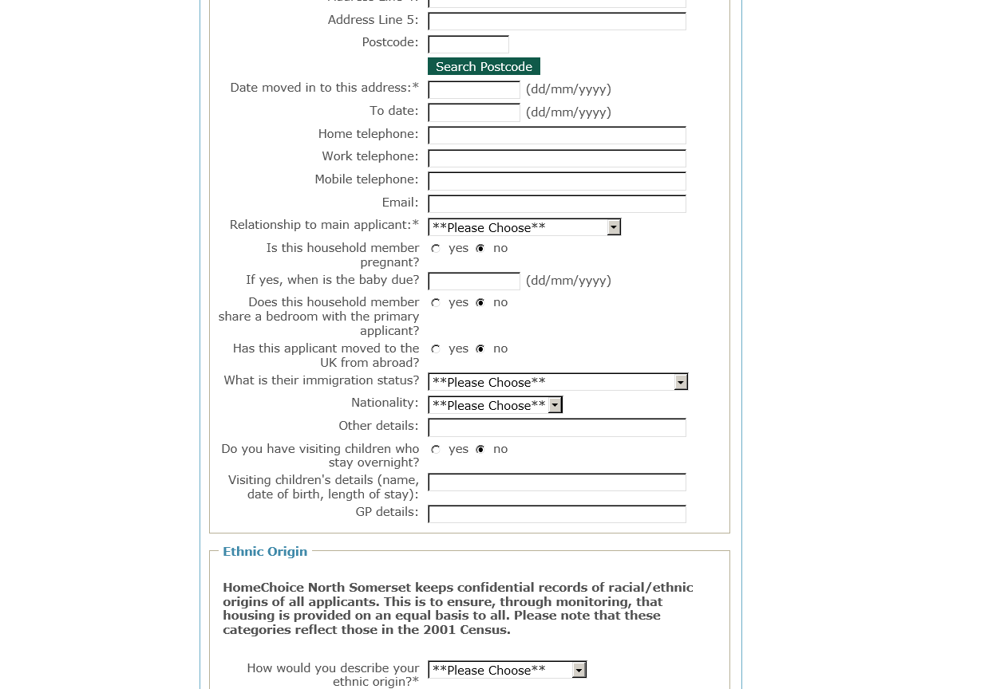 Address Line 4:
Address Line 5:
Postcode:
Search Postcode
Date moved in to this address:* (dd/mm/yyyy)
To date: (dd/mm/yyyy)
Home telephone:
Work telephone:
Mobile telephone:
Email:
Relationship to main applicant:* **Please Choose**
Is this household member yes no
pregnant?
If yes, when is the baby due? (dd/mm/yyyy)
Does this household member yes no
share a bedroom with the primary
applicant?
Has this applicant moved to the yes no
UK from abroad?
What is their immigration status? **Please Choose**
Nationality: **Please Choose**
Other details:
Do you have visiting children who yes no
stay overnight?
Visiting children's details (name,
date of birth, length of stay):
GP details:
Ethnic Origin
HomeChoice North Somerset keeps confidential records of racial/ethnic
origins of all applicants. This is to ensure, through monitoring, that
housing is provided on an equal basis to all. Please note that these
categories reflect those in the 2001 Census.
How would you describe your **Please Choose**
ethnic origin?*